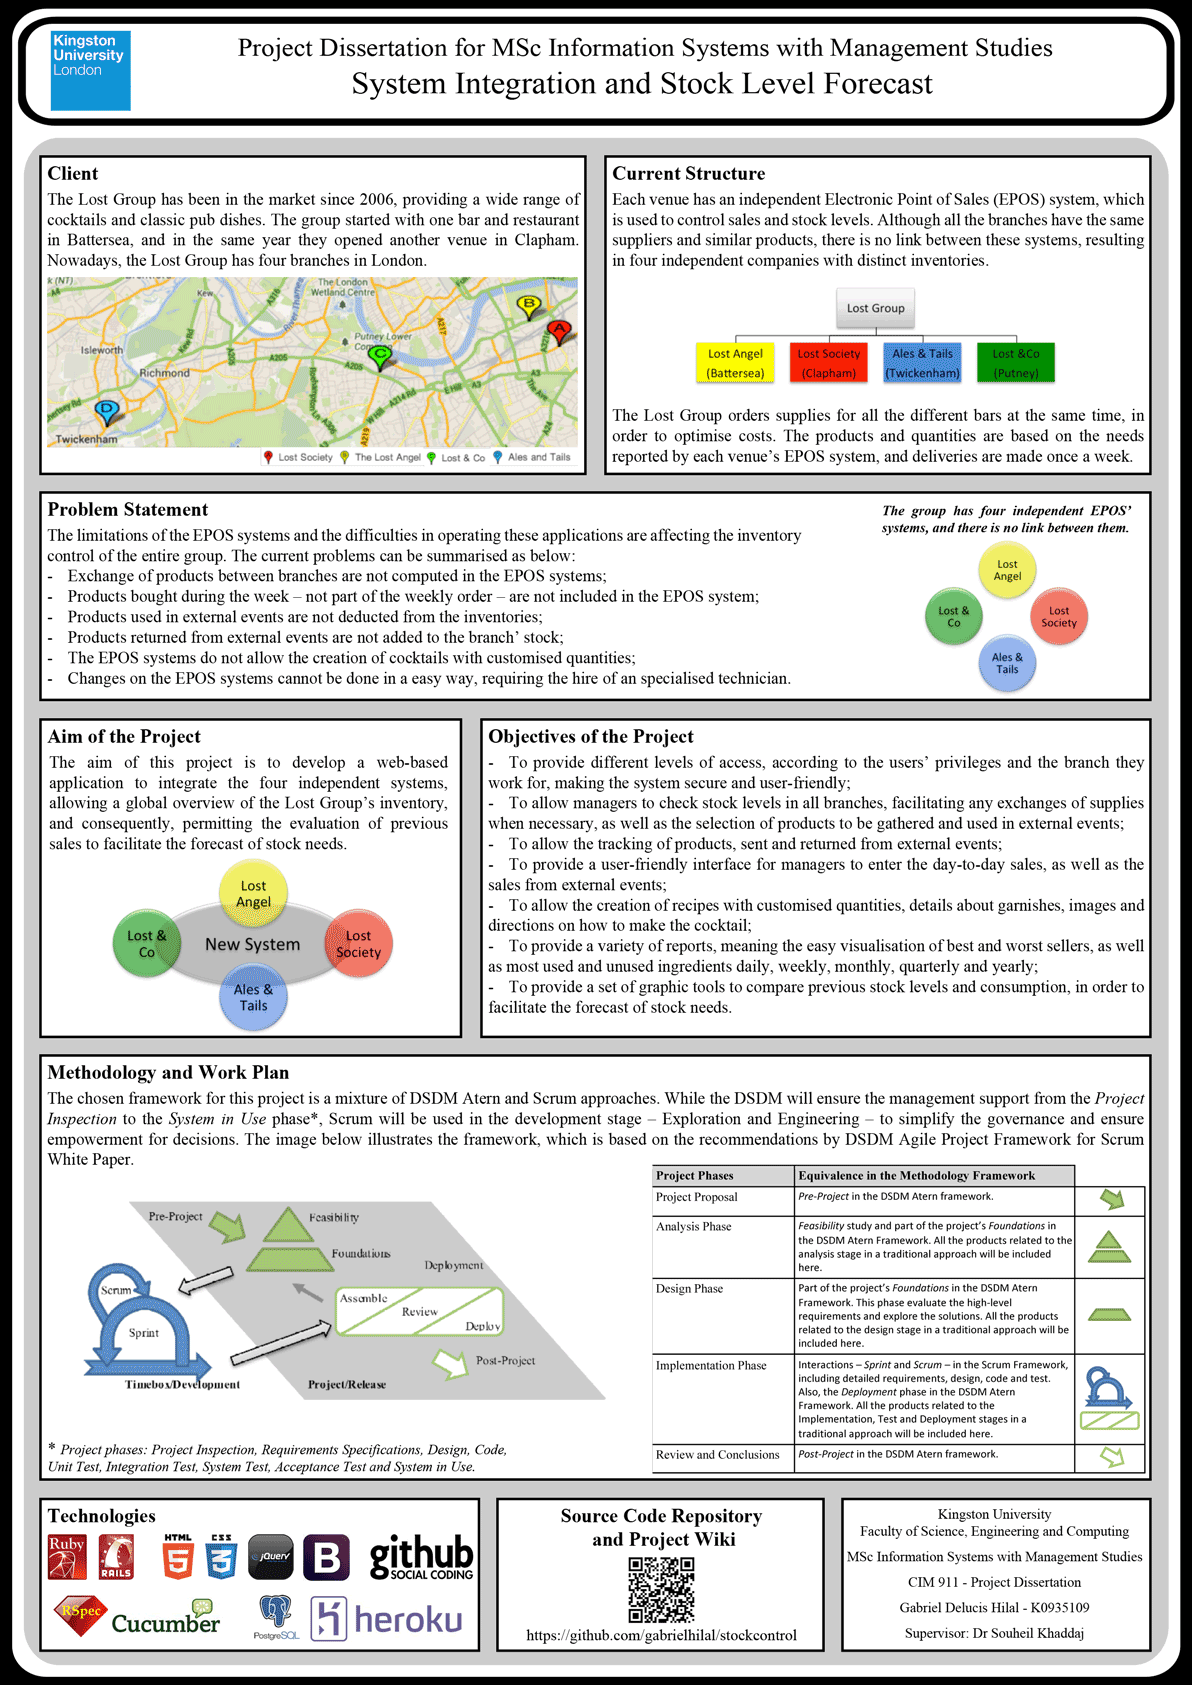 Kingston
University
London
Project Dissertation for MSc Information Systems with Management Studies
System Integration and Stock Level Forecast
Client
The Lost Group has been in the market since 2006, providing a wide range of
cocktails and classic pub dishes. The group started with one bar and restaurant
in Battersea, and in the same year they opened another venue in Clapham.
Nowadays, the Lost Group has four branches in London.
k (NT)
Kew
The London
Wetland Centre
River Thames
A316
A205
A205
A217
A3
A3
A24
A219
A214 Rd
W Hill
E Hill
Kew Rd
The Ave
Putney Lower
Isleworth
Richmond
Twickenham
A
B
C
D
Lost Society
The Lost Angel
Lost & Co
Ales and Tails
Current Structure
Each venue has an independent Electronic Point of Sales (EPOS) system, which
is used to control sales and stock levels. Although all the branches have the same
suppliers and similar products, there is no link between these systems, resulting
in four independent companies with distinct inventories.
Lost Group
Lost Angel
(Battersea)
Lost Society
(Clapham)
Ales & Tails
(Twickenham)
Lost &Co
(Putney)
The Lost Group orders supplies for all the different bars at the same time, in
order to optimise costs. The products and quantities are based on the needs
reported by each venue's EPOS system, and deliveries are made once a week.
Problem Statement
The limitations of the EPOS systems and the difficulties in operating these applications are affecting the inventory
control of the entire group. The current problems can be summarised as below:
- Exchange of products between branches are not computed in the EPOS systems;
- Products bought during the week – not part of the weekly order – are not included in the EPOS system;
- Products used in external events are not deducted from the inventories;
- Products returned from external events are not added to the branch' stock;
- The EPOS systems do not allow the creation of cocktails with customised quantities;
- Changes on the EPOS systems cannot be done in a easy way, requiring the hire of an specialised technician.
The group has four independent EPOS'
systems, and there is no link between them.
Lost
Angel
Lost &
Co
Lost
Society
Ales &
Tails
Aim of the Project
The aim of this project is to develop a web-based
application to integrate the four independent systems,
allowing a global overview of the Lost Group's inventory,
and consequently, permitting the evaluation of previous
sales to facilitate the forecast of stock needs.
Lost
Angel
Lost &
Co
New System
Lost
Society
Ales &
Tails
Objectives of the Project
- To provide different levels of access, according to the users' privileges and the branch they
work for, making the system secure and user-friendly;
- To allow managers to check stock levels in all branches, facilitating any exchanges of supplies
when necessary, as well as the selection of products to be gathered and used in external events;
- To allow the tracking of products, sent and returned from external events;
- To provide a user-friendly interface for managers to enter the day-to-day sales, as well as the
sales from external events;
- To allow the creation of recipes with customised quantities, details about garnishes, images and
directions on how to make the cocktail;
- To provide a variety of reports, meaning the easy visualisation of best and worst sellers, as well
as most used and unused ingredients daily, weekly, monthly, quarterly and yearly;
- To provide a set of graphic tools to compare previous stock levels and consumption, in order to
facilitate the forecast of stock needs.
Methodology and Work Plan
The chosen framework for this project is a mixture of DSDM Atern and Scrum approaches. While the DSDM will ensure the management support from the Project
Inspection to the System in Use phase*, Scrum will be used in the development stage – Exploration and Engineering – to simplify the governance and ensure
empowerment for decisions. The image below illustrates the framework, which is based on the recommendations by DSDM Agile Project Framework for Scrum
White Paper.
Pre-Project
Feasibility
Foundations
Deployment
Scrum
Sprint
Assemble
Review
Deploy
Post-Project
Timebox/Development
Project/Release
* Project phases: Project Inspection, Requirements Specifications, Design, Code,
Unit Test, Integration Test, System Test, Acceptance Test and System in Use.
Project Phases
Equivalence in the Methodology Framework
Project Proposal
Pre-Project in the DSDM Atern framework.
Analysis Phase
Feasibility study and part of the project's Foundations in
the DSDM Atern Framework. All the products related to the
analysis stage in a traditional approach will be included
here.
Design Phase
Part of the project's Foundations in the DSDM Atern
Framework. This phase evaluate the high-level
requirements and explore the solutions. All the products
related to the design stage in a traditional approach will be
included here.
Implementation Phase
Interactions – Sprint and Scrum – in the Scrum Framework,
including detailed requirements, design, code and test.
Also, the Deployment phase in the DSDM Atern
Framework. All the products related to the
Implementation, Test and Deployment stages in a
traditional approach will be included here.
Review and Conclusions
Post-Project in the DSDM Atern framework.
Technologies
Ruby
RAILS
HTML
5
CSS
3
jQuery
B
github
SOCIAL CODING
RSpec
Cucumber
PostgreSQL
heroku
Source Code Repository
and Project Wiki
https://github.com/gabrielhilal/stockcontrol
Kingston University
Faculty of Science, Engineering and Computing
MSc Information Systems with Management Studies
CIM 911 - Project Dissertation
Gabriel Delucis Hilal - K0935109
Supervisor: Dr Souheil Khaddaj